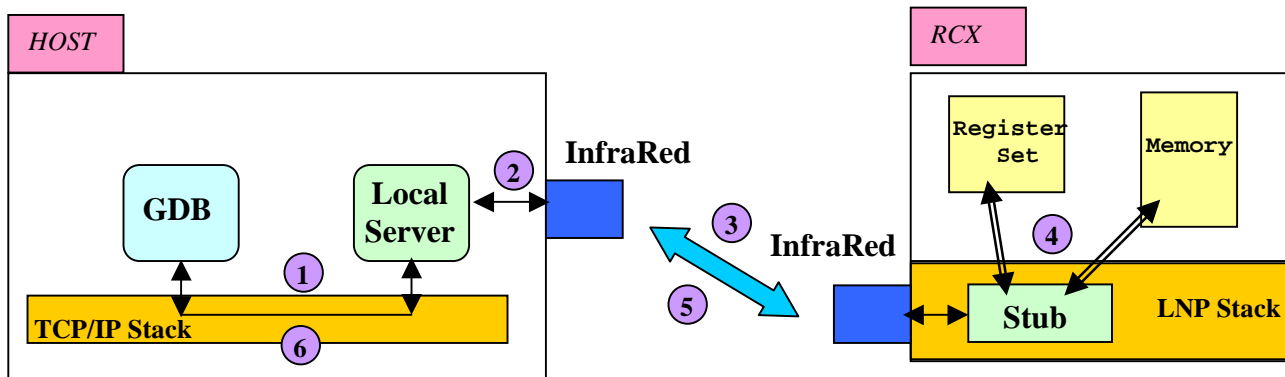 HOST
RCX
Register
Set
Memory
InfraRed
2
GDB
Local
Server
3
InfraRed
4
1
5
Stub
LNP Stack
TCP/IP Stack
6